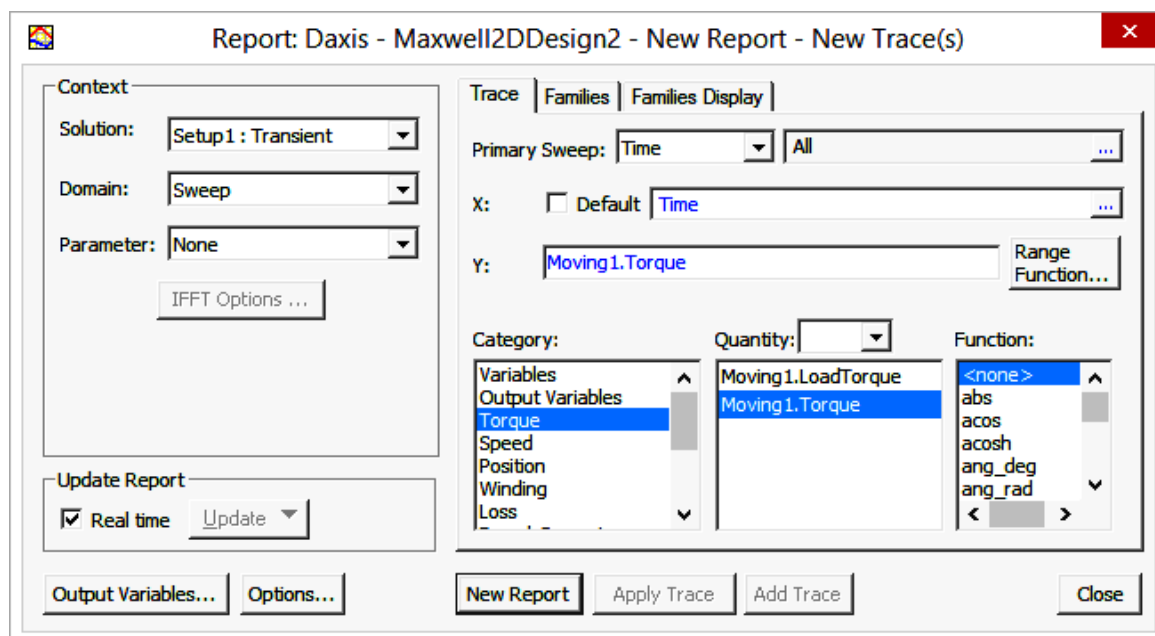 Report: Daxis - Maxwell2DDesign2 - New Report - New Trace(s)
Context
Solution: Setup1 : Transient
Domain: Sweep
Parameter: None
IFFT Options ...
Update Report
Real time Update
Output Variables... Options...
Trace Families Families Display
Primary Sweep: Time All ...
X: Default Time ...
Y: Moving1.Torque Range
Function...
Category:
Variables
Output Variables
Torque
Speed
Position
Winding
Loss
Quantity:
Moving1.LoadTorque
Moving1.Torque
Function:
<none>
abs
acos
acosh
ang_deg
ang_rad
New Report Apply Trace Add Trace Close